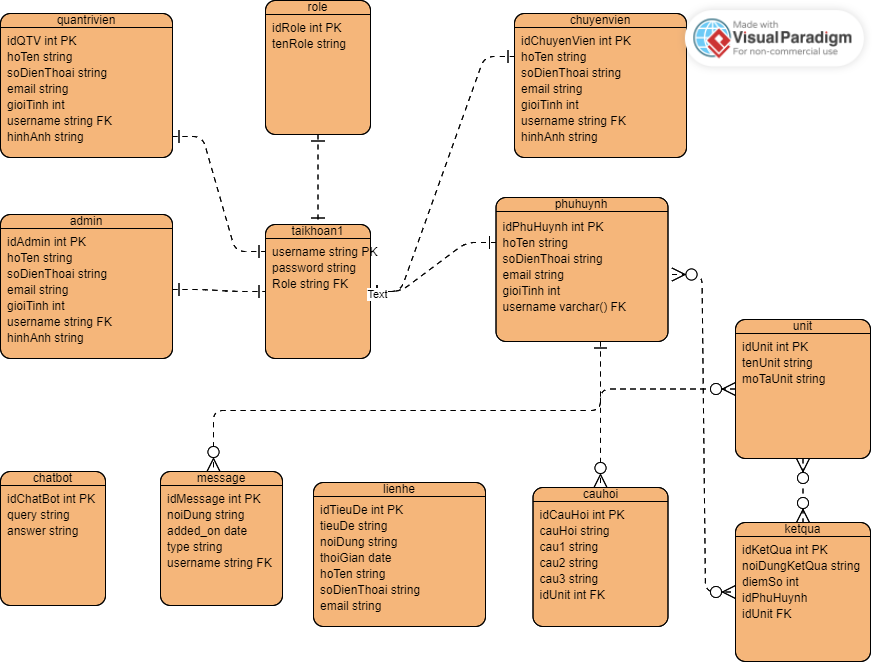 quantrivien
idQTV int PK
hoTen string
soDienThoai string
email string
gioiTinh int
username string FK
hinhAnh string
role
idRole int PK
tenRole string
chuyenvien
idChuyenVien int PK
hoTen string
soDienThoai string
email string
gioiTinh int
username string FK
hinhAnh string
Made with
Visual Paradigm
For non-commercial use
admin
idAdmin int PK
hoTen string
soDienThoai string
email string
gioiTinh int
username string FK
hinhAnh string
taikhoan1
username string PK
password string
Role string FK
Text
phuhuynh
idPhuHuynh int PK
hoTen string
soDienThoai string
email string
gioiTinh int
username varchar() FK
unit
idUnit int PK
tenUnit string
moTaUnit string
chatbot
idChatBot int PK
query string
answer string
message
idMessage int PK
noiDung string
added_on date
type string
username string FK
lienhe
idTieuDe int PK
tieuDe string
noiDung string
thoiGian date
hoTen string
soDienThoai string
email string
cauhoi
idCauHoi int PK
cauHoi string
cau1 string
cau2 string
cau3 string
idUnit int FK
ketqua
idKetQua int PK
noiDungKetQua string
diemSo int
idPhuHuynh
idUnit FK